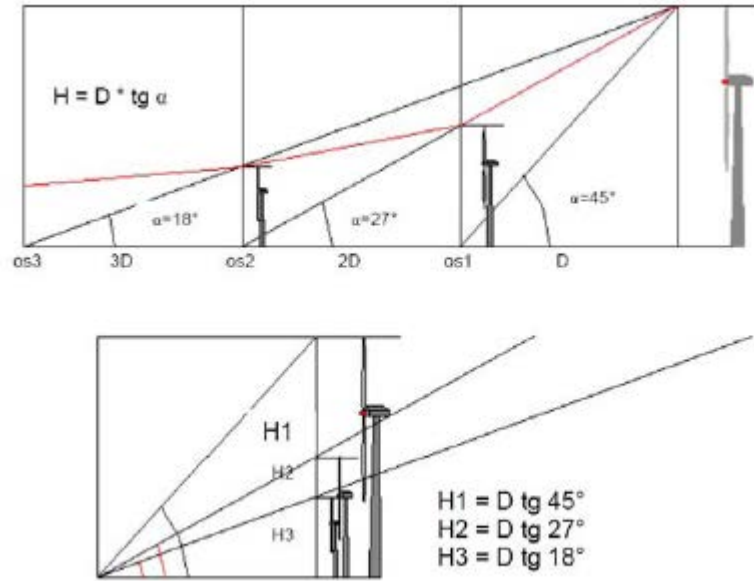 H = D * tg α
α=18°
α=27°
α=45°
os3
3D
os2
2D
os1
D
H1
H2
H3
H1 = D tg 45°
H2 = D tg 27°
H3 = D tg 18°